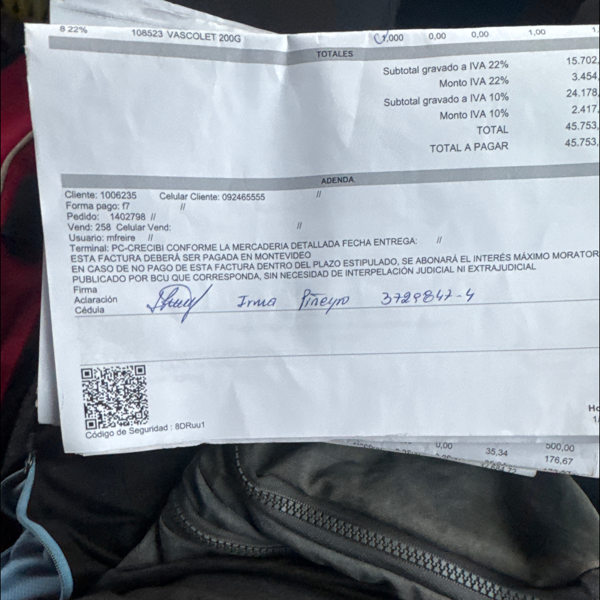 8 22% 108523 VASCOLET 200G 1,000 0,00 0,00 1,00
TOTALES
Subtotal gravado a IVA 22% 15.702,
Monto IVA 22% 3.454,
Subtotal gravado a IVA 10% 24.178,
Monto IVA 10% 2.417,
TOTAL 45.753,
TOTAL A PAGAR 45.753,
ADENDA
Cliente: 1006235 Celular Cliente: 092465555 //
Forma pago: f7 //
Pedido: 1402798 //
Vend: 258 Celular Vend: //
Usuario: mfreire //
Terminal: PC-CRECIBI CONFORME LA MERCADERIA DETALLADA FECHA ENTREGA: //
ESTA FACTURA DEBERÁ SER PAGADA EN MONTEVIDEO
EN CASO DE NO PAGO DE ESTA FACTURA DENTRO DEL PLAZO ESTIPULADO, SE ABONARÁ EL INTERÉS MÁXIMO MORATOR
PUBLICADO POR BCU QUE CORRESPONDA, SIN NECESIDAD DE INTERPELACIÓN JUDICIAL NI EXTRAJUDICIAL
Firma
Aclaración Irma Piñeyro 3729847-4
Cédula
Código de Seguridad : 8DRuu1
Ho
1/
0,00 35,34 500,00
176,67